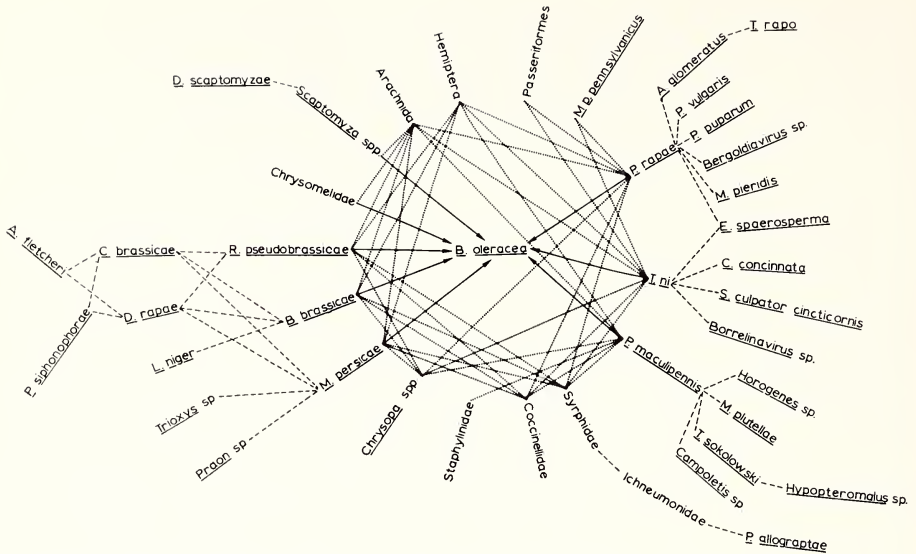 D. scaptomyzae
Scaptomyza spp
Arachnida
Hemiptera
Passeriformes
M p pennsylvanicus
A glomeratus
T. rapo
P. vulgaris
P. puparum
Bergoldiavirus sp.
M. pieridis
E. spaerosperma
P. rapae
Chrysomelidae
B. oleracea
A. fletcheri
C. brassicae
R. pseudobrassicae
T. ni
C. concinnata
S. culpator cincticornis
Borrelinavirus sp.
D. rapae
B. brassicae
P. siphonophorae
L. niger
M. persicae
P. maculipennis
Horogenes sp.
M. plutellae
T. sokolowski
Campoletis sp
Hypopteromalus sp.
Trioxys sp
Praon sp
Chrysopa spp
Staphylinidae
Coccinellidae
Syrphidae
Ichneumonidae
P. allograptae